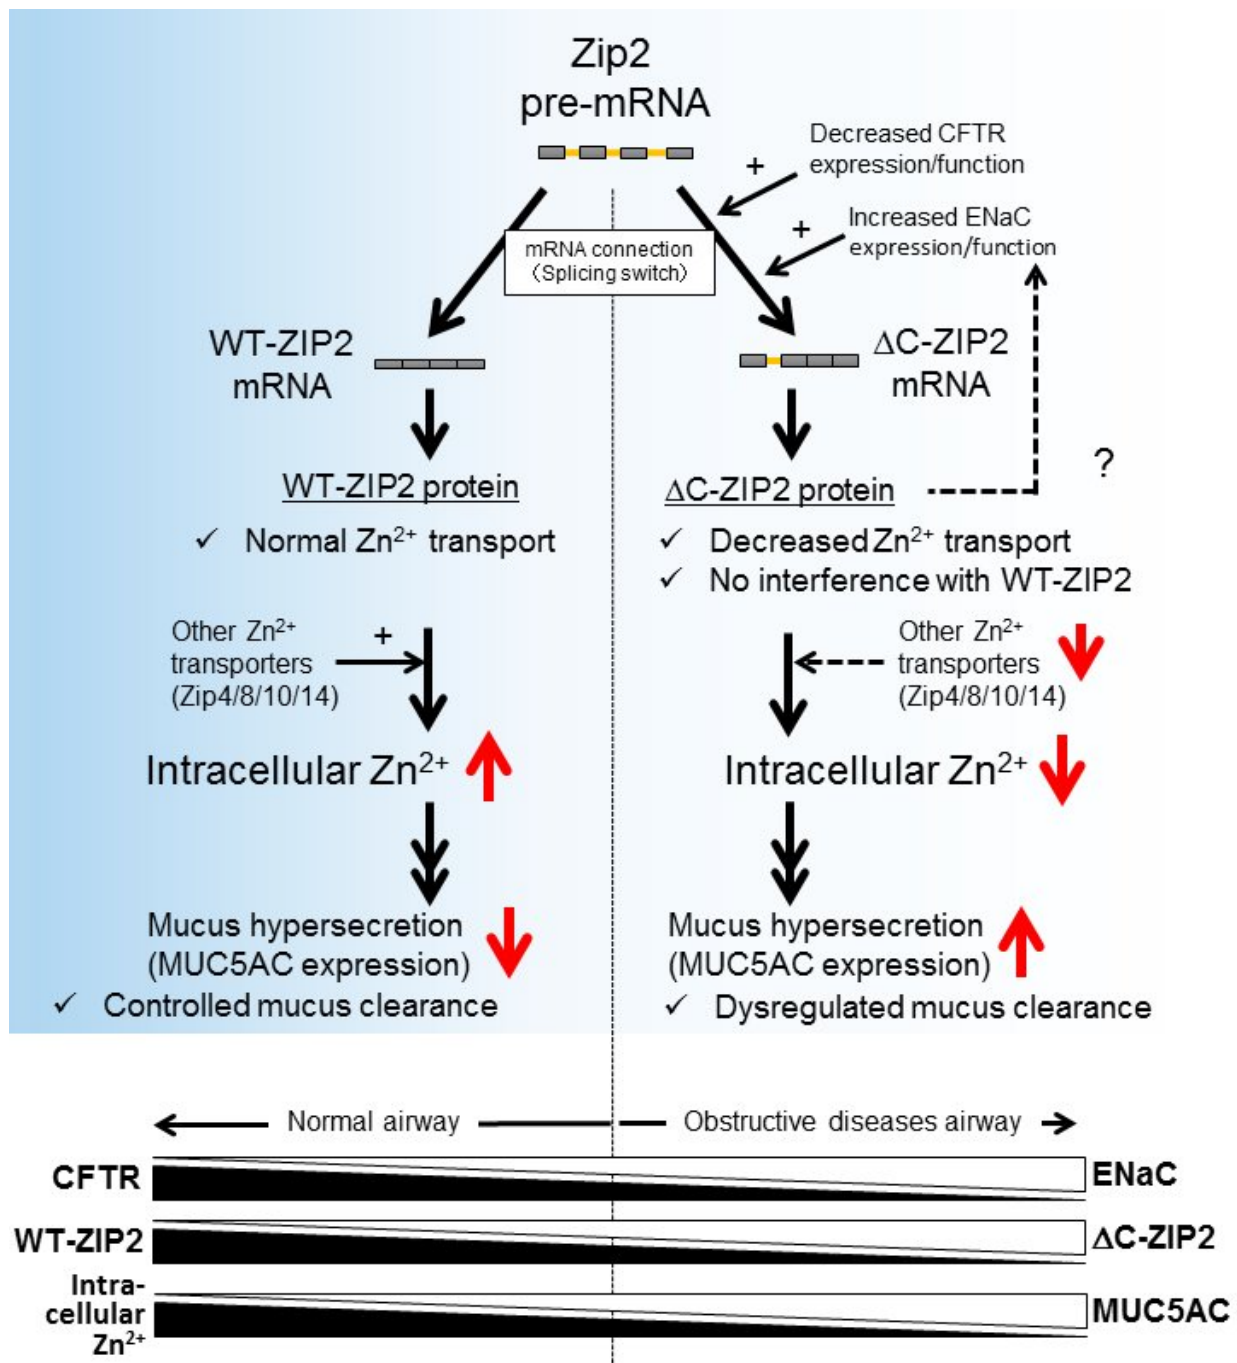 Zip2
pre-mRNA
Decreased CFTR
expression/function
+
Increased ENaC
expression/function
+
mRNA connection
(Splicing switch)
WT-ZIP2
mRNA
ΔC-ZIP2
mRNA
WT-ZIP2 protein
✓ Normal Zn²⁺ transport
ΔC-ZIP2 protein
?
✓ Decreased Zn²⁺ transport
✓ No interference with WT-ZIP2
Other Zn²⁺
transporters
(Zip4/8/10/14)
+
Other Zn²⁺
transporters
(Zip4/8/10/14)
Intracellular Zn²⁺
Intracellular Zn²⁺
Mucus hypersecretion
(MUC5AC expression)
✓ Controlled mucus clearance
Mucus hypersecretion
(MUC5AC expression)
✓ Dysregulated mucus clearance
Normal airway
Obstructive diseases airway
CFTR
ENaC
WT-ZIP2
ΔC-ZIP2
Intra-
cellular
Zn²⁺
MUC5AC